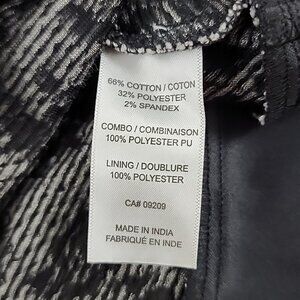 66% COTTON / COTON
32% POLYESTER
2% SPANDEX
COMBO / COMBINAISON
100% POLYESTER PU
LINING / DOUBLURE
100% POLYESTER
CA# 09209
MADE IN INDIA
FABRIQUÉ EN INDE